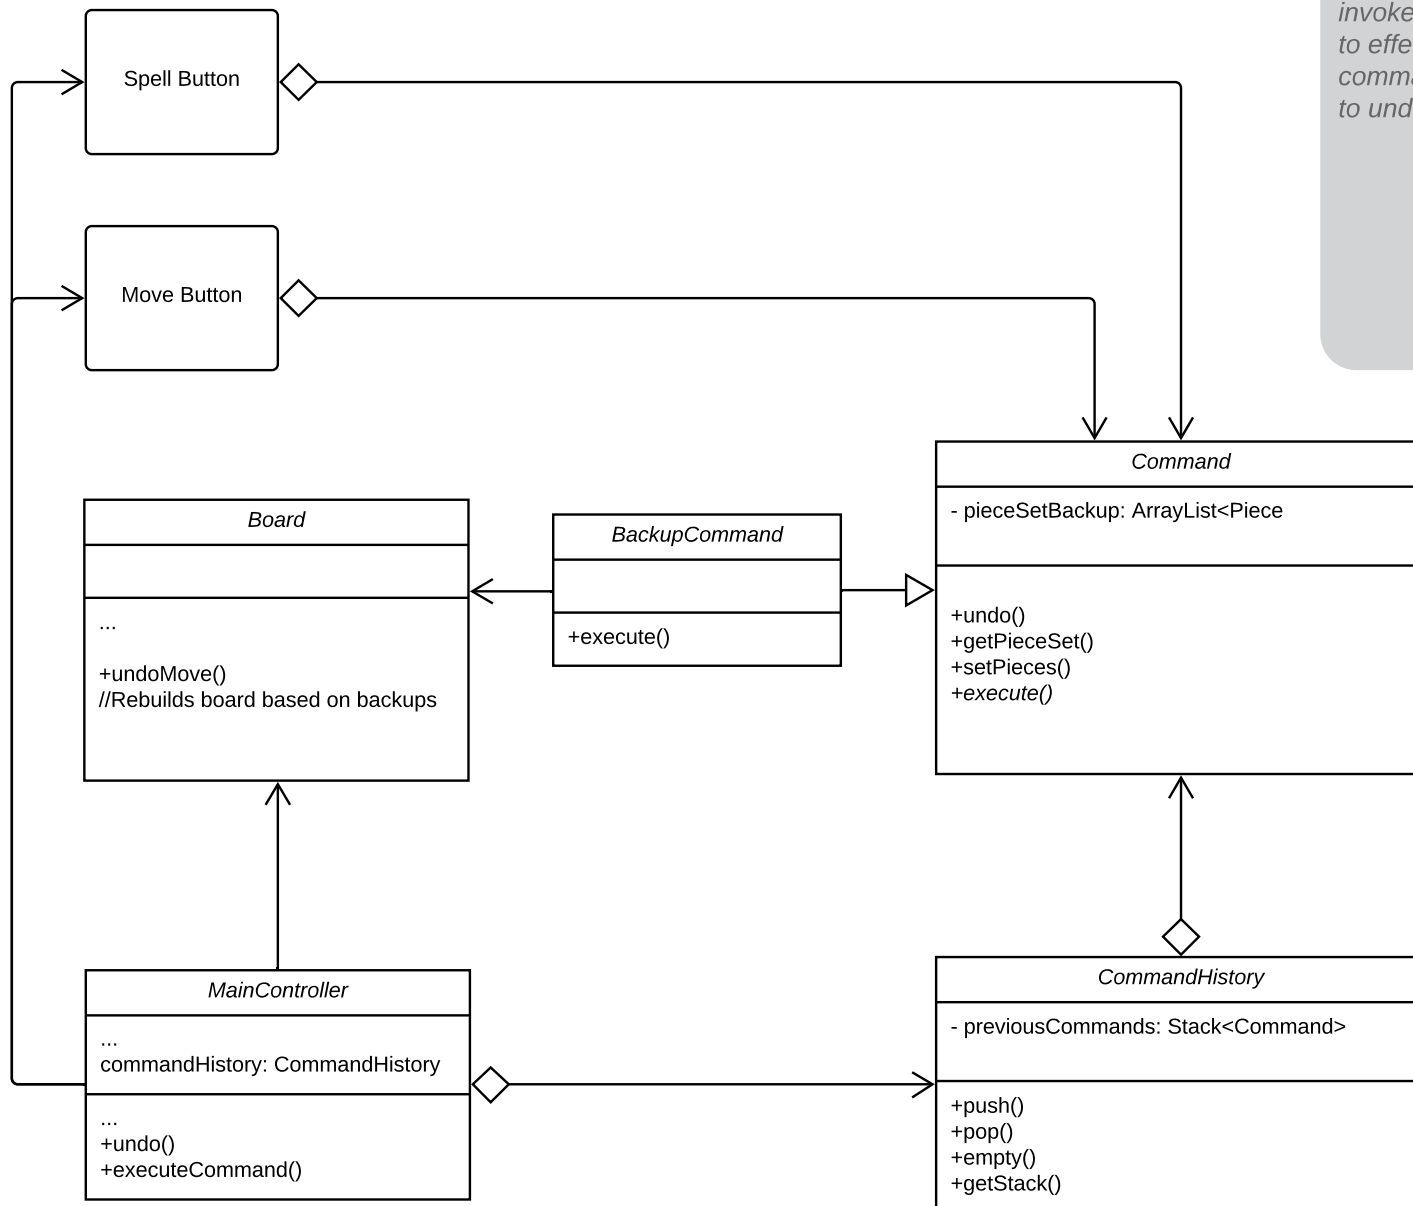 invoke
to effe
comma
to und
Spell Button
Move Button
Command
- pieceSetBackup: ArrayList<Piece
+undo()
+getPieceSet()
+setPieces()
+execute()
Board
...
+undoMove()
//Rebuilds board based on backups
BackupCommand
+execute()
MainController
...
commandHistory: CommandHistory
...
+undo()
+executeCommand()
CommandHistory
- previousCommands: Stack<Command>
+push()
+pop()
+empty()
+getStack()